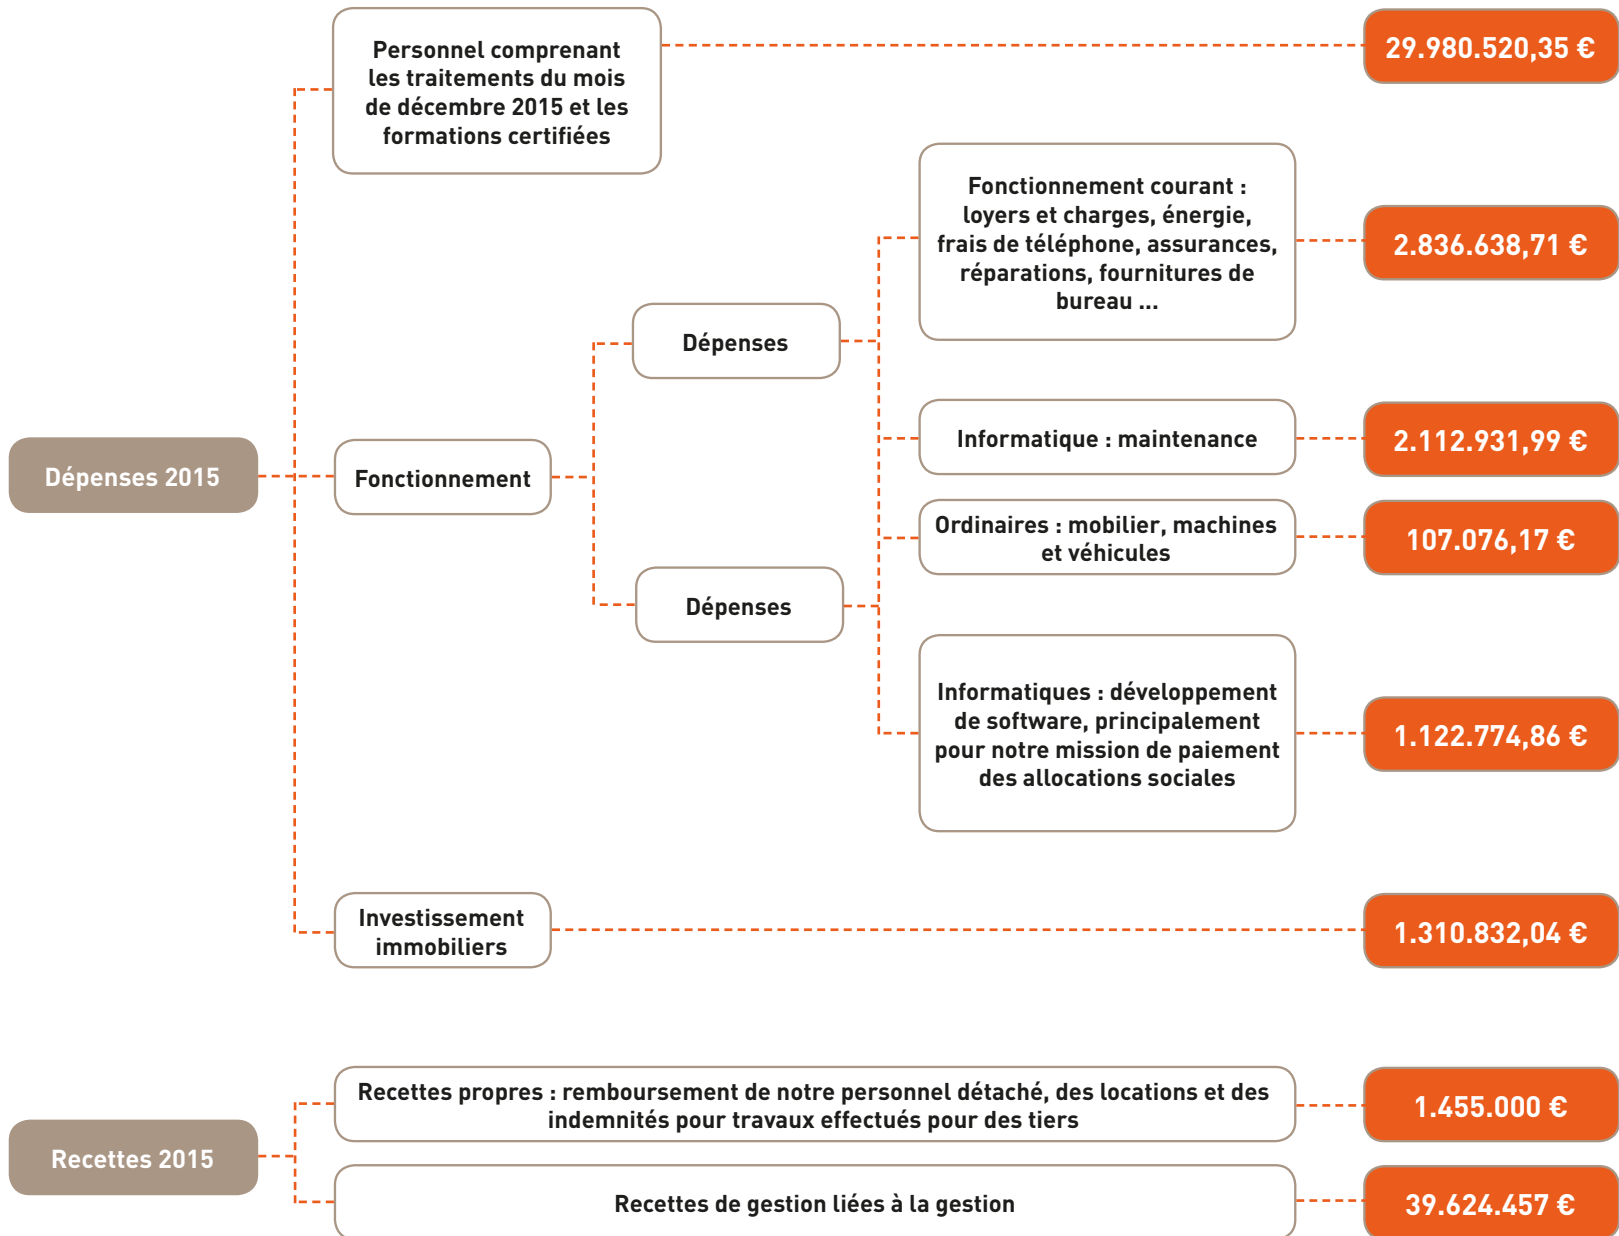 Personnel comprenant
les traitements du mois
de décembre 2015 et les
formations certifiées
29.980.520,35 €
Fonctionnement courant :
loyers et charges, énergie,
frais de téléphone, assurances,
réparations, fournitures de
bureau ...
2.836.638,71 €
Dépenses
Informatique : maintenance
2.112.931,99 €
Dépenses 2015
Fonctionnement
Ordinaires : mobilier, machines
et véhicules
107.076,17 €
Dépenses
Informatiques : développement
de software, principalement
pour notre mission de paiement
des allocations sociales
1.122.774,86 €
Investissement
immobiliers
1.310.832,04 €
Recettes propres : remboursement de notre personnel détaché, des locations et des
indemnités pour travaux effectués pour des tiers
1.455.000 €
Recettes 2015
Recettes de gestion liées à la gestion
39.624.457 €